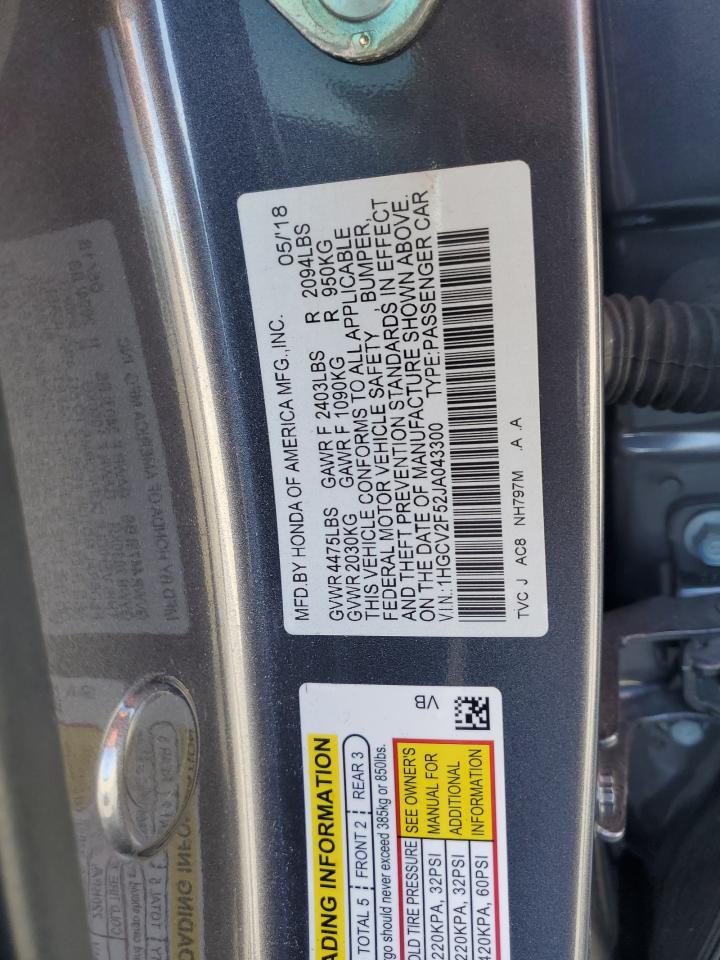 MFD.BY HONDA OF AMERICA MFG.,INC. 05/'18
GVWR 4475LBS GAWR F 2403LBS R 2094LBS
GVWR 2030KG GAWR F 1090KG R 950KG
THIS VEHICLE CONFORMS TO ALL APPLICABLE
FEDERAL MOTOR VEHICLE SAFETY , BUMPER,
AND THEFT PREVENTION STANDARDS IN EFFECT
ON THE DATE OF MANUFACTURE SHOWN ABOVE.
V.I.N.:1HGCV2F52JA043300 TYPE:PASSENGER CAR
TVC J AC8 NH797M .A .A
VB
ADING INFORMATION
TOTAL 5 FRONT 2 REAR 3
rgo should never exceed 385kg or 850lbs.
OLD TIRE PRESSURE SEE OWNER'S
220KPA, 32PSI MANUAL FOR
220KPA, 32PSI ADDITIONAL
420KPA, 60PSI INFORMATION